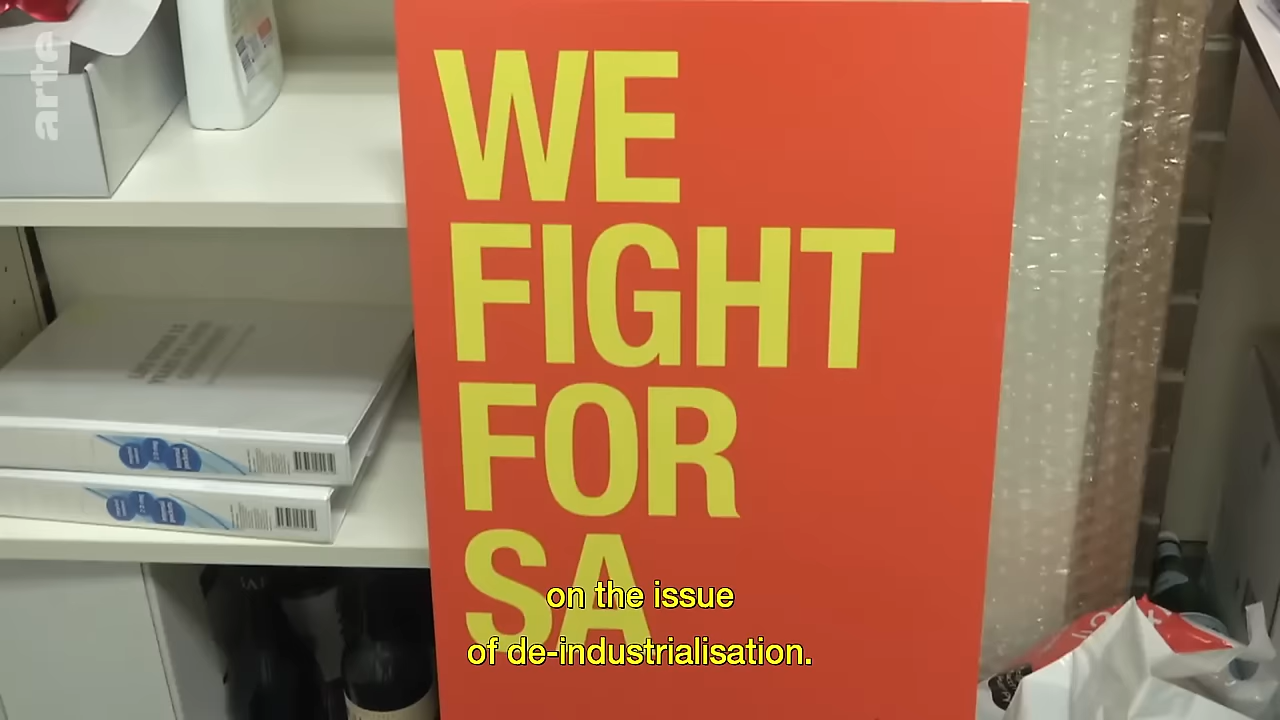 arte
WE
FIGHT
FOR
SA
on the issue
of de-industrialisation.